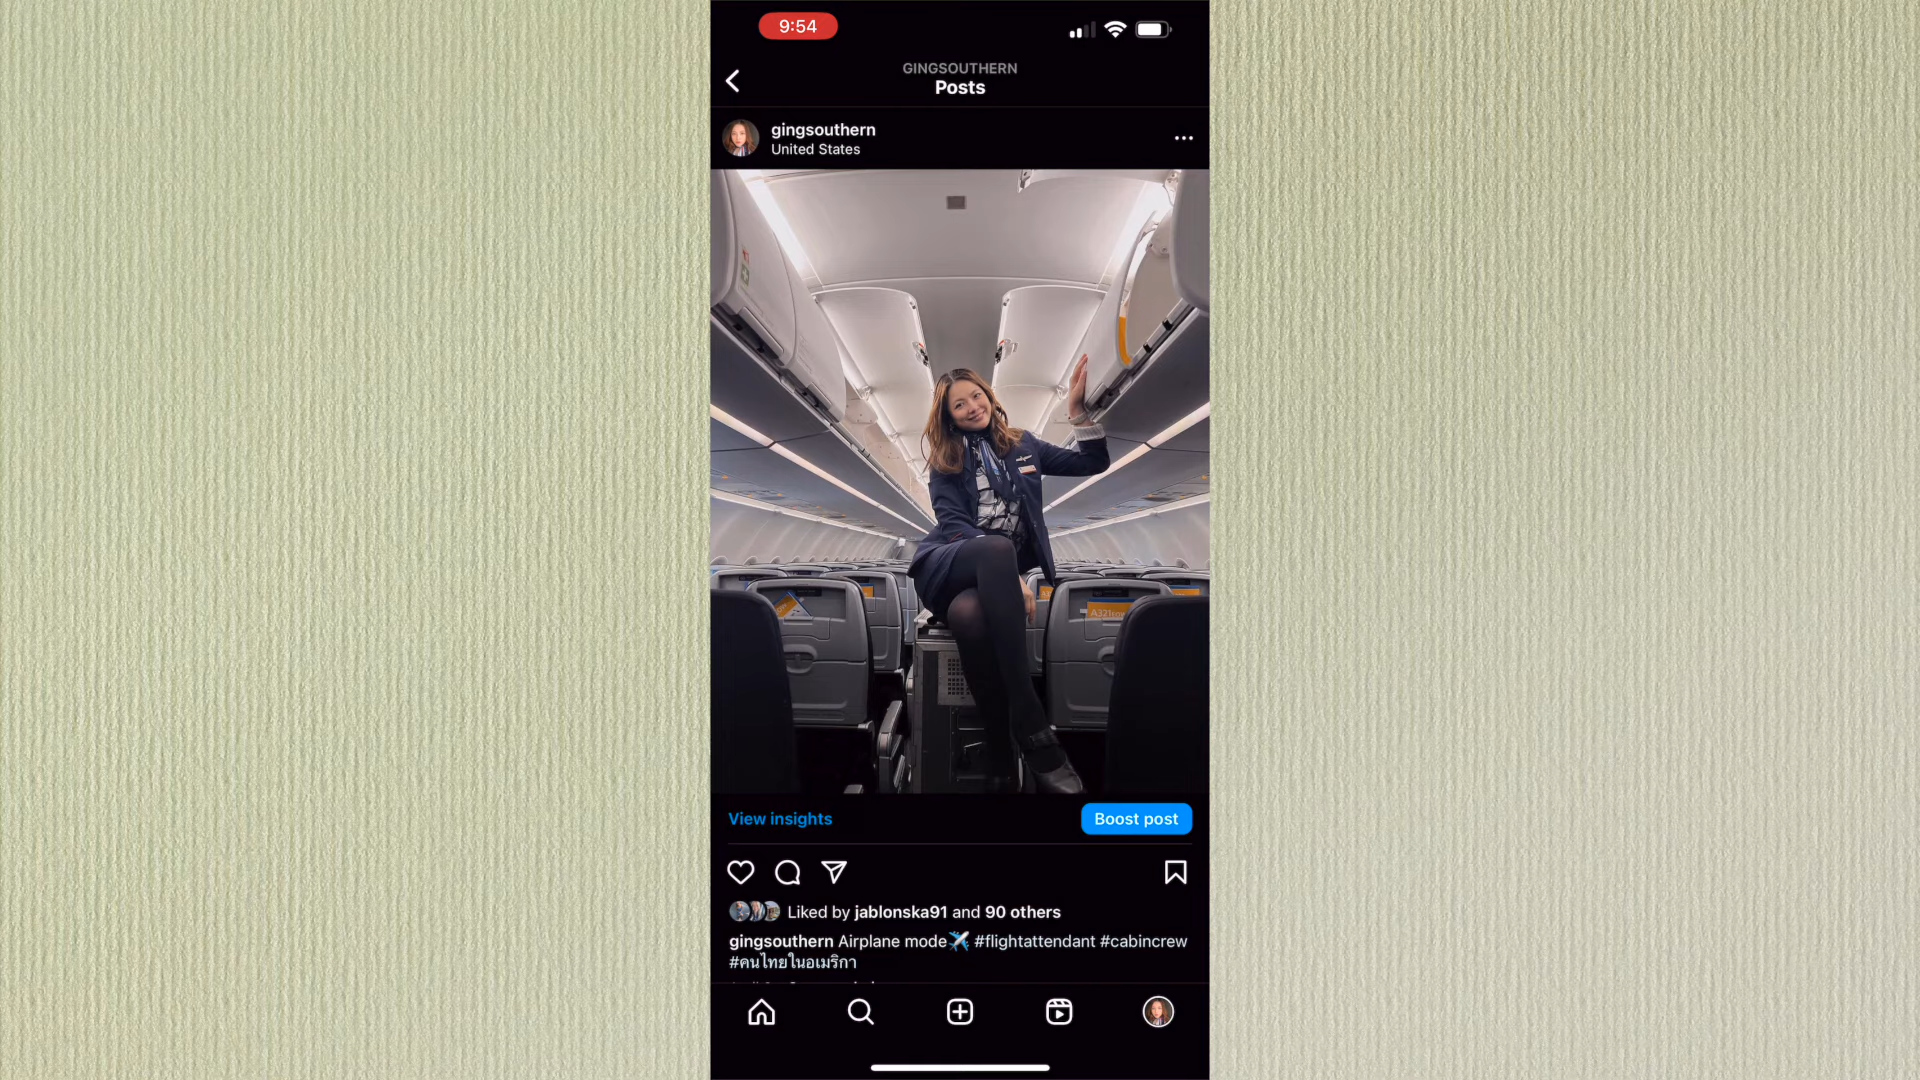 9:54
GINGSOUTHERN
Posts
gingsouthern
United States
A321neo
View insights
Boost post
Liked by jablonska91 and 90 others
gingsouthern Airplane mode✈️ #flightattendant #cabincrew
#คนไทยในอเมริกา